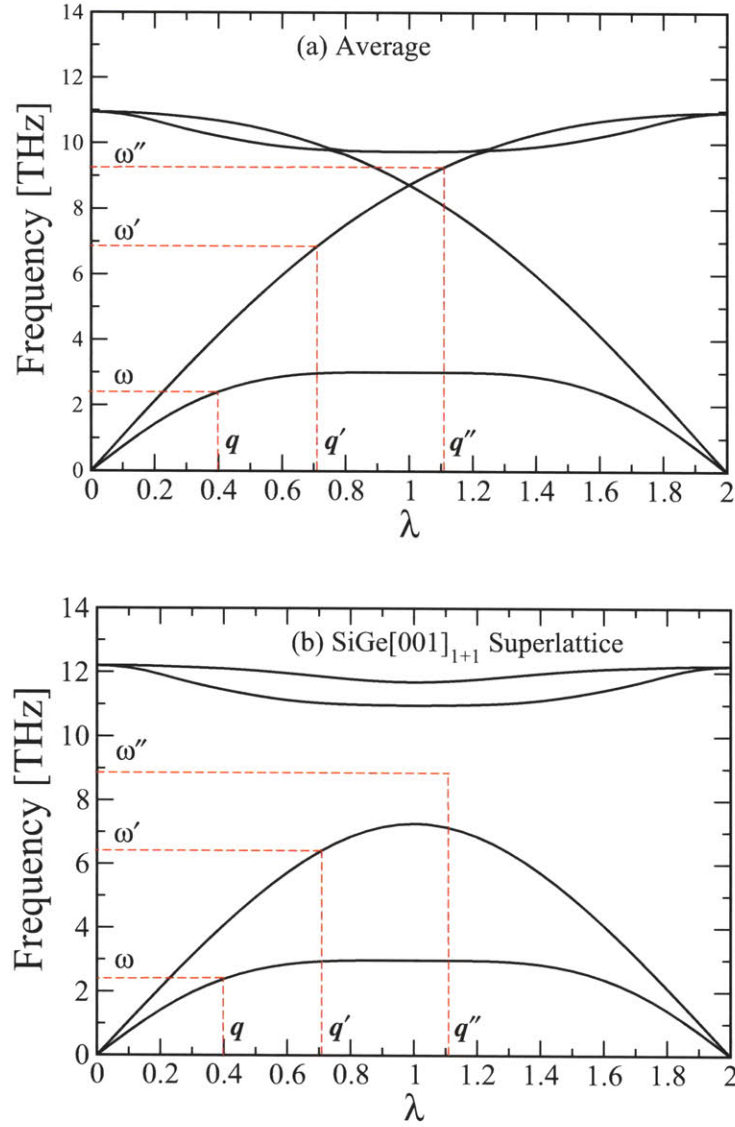 14
(a) Average
12
10
ω″
8
ω′
6
4
ω
2
q
q′
q″
0
0 0.2 0.4 0.6 0.8 1 1.2 1.4 1.6 1.8 2
λ
Frequency [THz]
14
(b) SiGe[001]1+1 Superlattice
12
10
ω″
8
ω′
6
4
ω
2
q
q′
q″
0
0 0.2 0.4 0.6 0.8 1 1.2 1.4 1.6 1.8 2
λ
Frequency [THz]